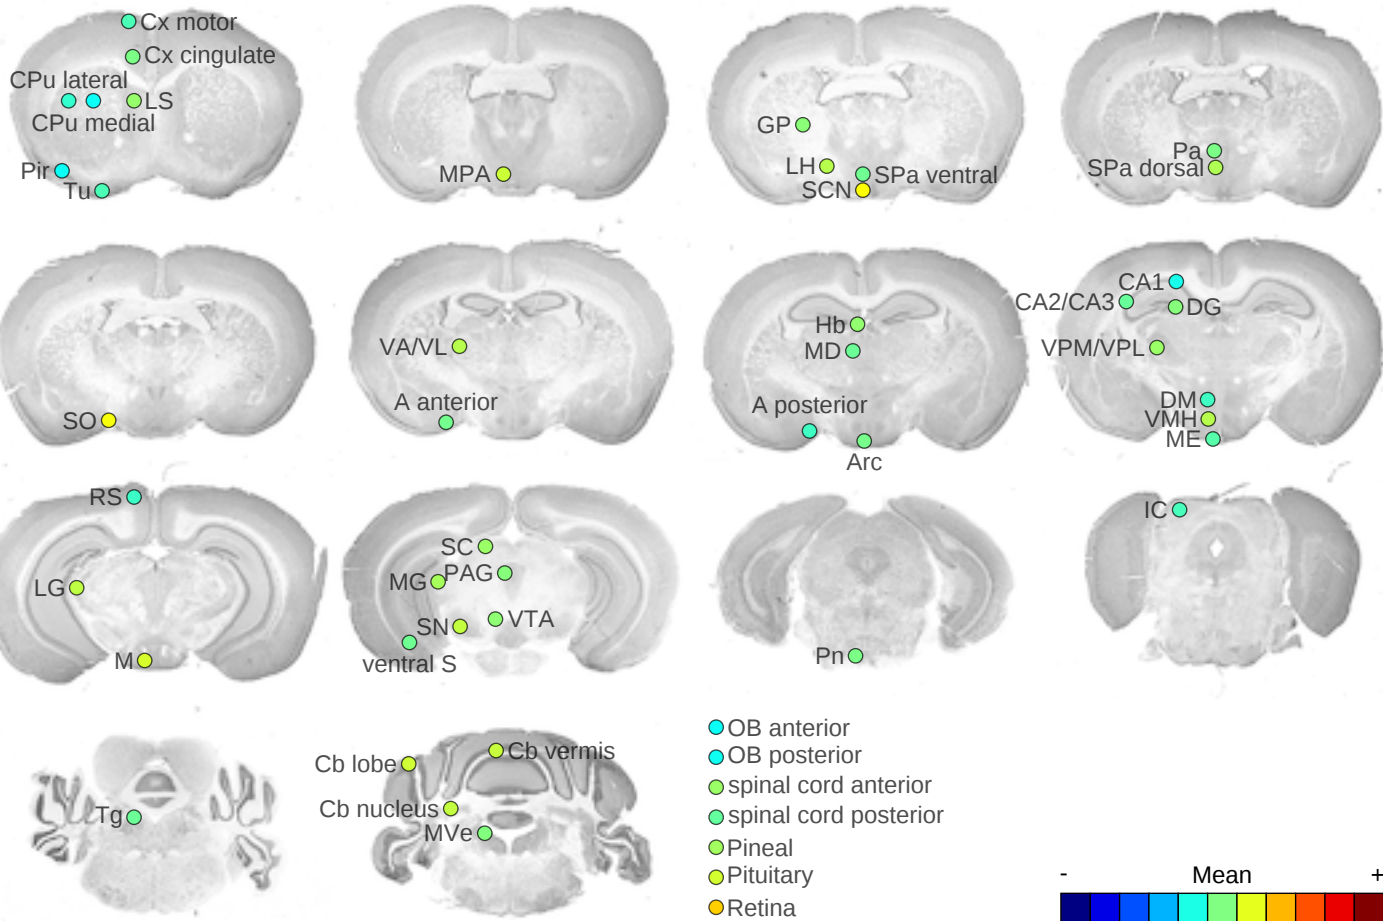 Cx motor
Cx cingulate
CPu lateral
LS
CPu medial
Pir
Tu
MPA
GP
LH
SPa ventral
SCN
Pa
SPa dorsal
SO
VA/VL
A anterior
Hb
MD
A posterior
Arc
CA1
CA2/CA3
DG
VPM/VPL
DM
VMH
ME
RS
LG
M
SC
MG
PAG
SN
VTA
ventral S
Pn
IC
Tg
Cb lobe
Cb vermis
Cb nucleus
MVe
OB anterior
OB posterior
spinal cord anterior
spinal cord posterior
Pineal
Pituitary
Retina
- Mean +